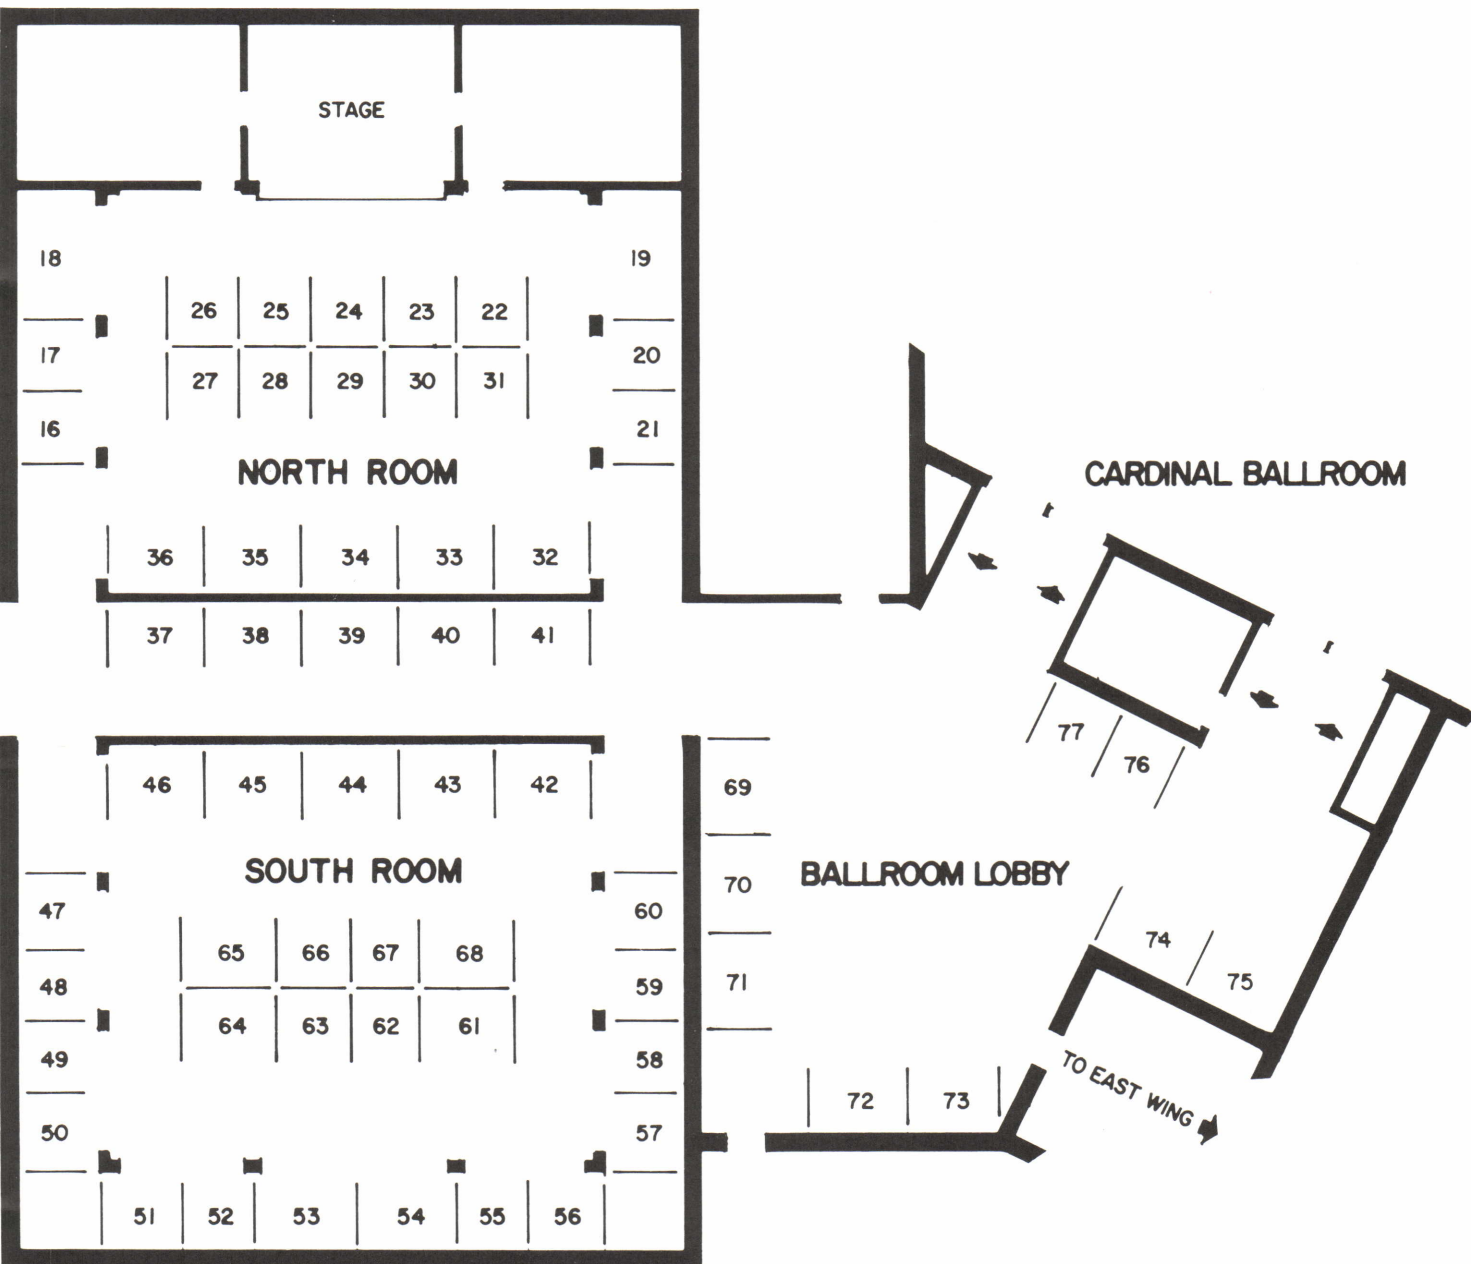 STAGE
18 19
26 25 24 23 22
17 20
27 28 29 30 31
16 21
NORTH ROOM
CARDINAL BALLROOM
36 35 34 33 32
37 38 39 40 41
77 76
46 45 44 43 42
69
SOUTH ROOM
BALLROOM LOBBY
70
47 60
65 66 67 68
74 75
71
48 59
64 63 62 61
49 58
TO EAST WING
72 73
50 57
51 52 53 54 55 56